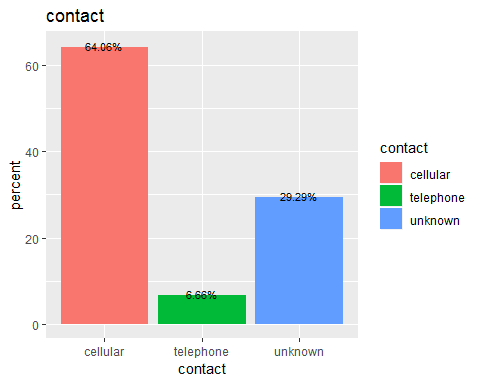 contact
percent
60
40
20
0
64.06%
6.66%
29.29%
cellular
telephone
unknown
contact
contact
cellular
telephone
unknown